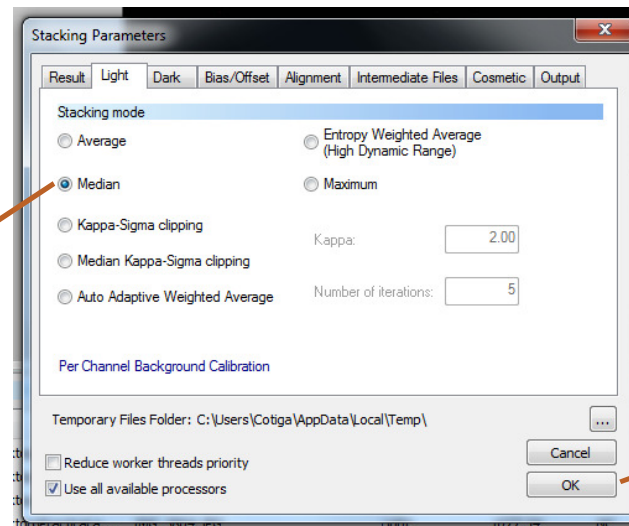 Stacking Parameters
x
Result Light Dark Bias/Offset Alignment Intermediate Files Cosmetic Output
Stacking mode
Average
Entropy Weighted Average
(High Dynamic Range)
Median
Maximum
Kappa-Sigma clipping
Kappa: 2.00
Median Kappa-Sigma clipping
Auto Adaptive Weighted Average
Number of iterations: 5
Per Channel Background Calibration
Temporary Files Folder: C:\Users\Cotiga\AppData\Local\Temp\
...
Reduce worker threads priority
Cancel
Use all available processors
OK